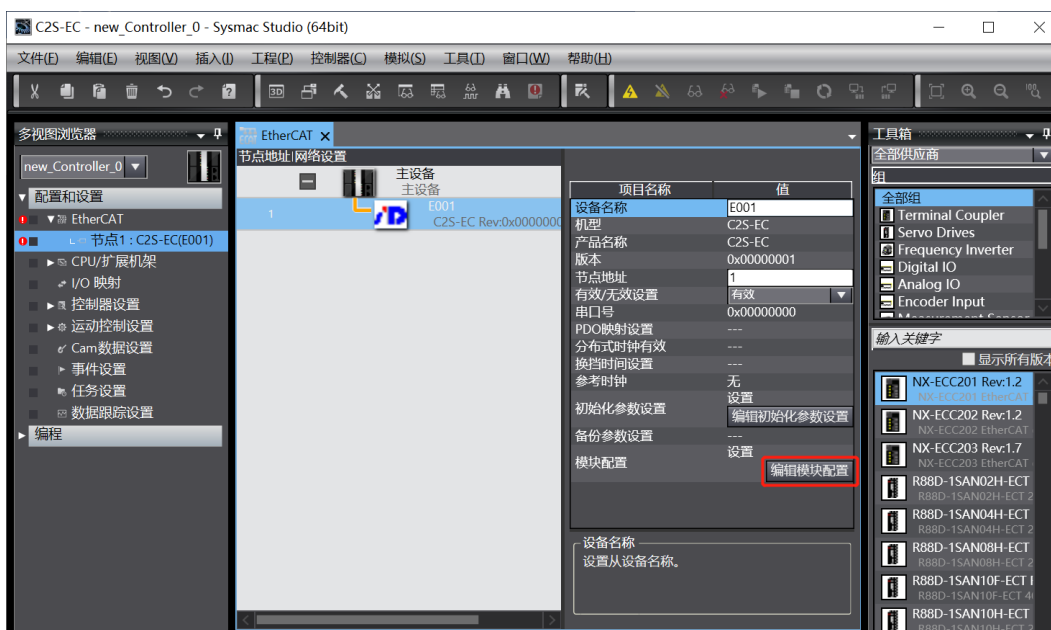 C2S-EC - new_Controller_0 - Sysmac Studio (64bit)
文件(F) 编辑(E) 视图(V) 插入(I) 工程(P) 控制器(C) 模拟(S) 工具(T) 窗口(W) 帮助(H)
3D
多视图浏览器
new_Controller_0
配置和设置
EtherCAT
节点1 : C2S-EC(E001)
CPU/扩展机架
I/O 映射
控制器设置
运动控制设置
Cam数据设置
事件设置
任务设置
数据跟踪设置
编程
EtherCAT
节点地址|网络设置
主设备
主设备
1
E001
C2S-EC Rev:0x0000000
项目名称 值
设备名称 E001
机型 C2S-EC
产品名称 C2S-EC
版本 0x00000001
节点地址 1
有效/无效设置 有效
串口号 0x00000000
PDO映射设置 ---
分布式时钟有效 ---
换挡时间设置 ---
参考时钟 无
初始化参数设置 设置
编辑初始化参数设置
备份参数设置 ---
模块配置 设置
编辑模块配置
设备名称
设置从设备名称。
工具箱
全部供应商
组
全部组
Terminal Coupler
Servo Drives
Frequency Inverter
Digital IO
Analog IO
Encoder Input
输入关键字
显示所有版本
NX-ECC201 Rev:1.2
NX-ECC201 EtherCAT
NX-ECC202 Rev:1.2
NX-ECC202 EtherCAT
NX-ECC203 Rev:1.7
NX-ECC203 EtherCAT
R88D-1SAN02H-ECT
R88D-1SAN02H-ECT 2
R88D-1SAN04H-ECT
R88D-1SAN04H-ECT 2
R88D-1SAN08H-ECT
R88D-1SAN08H-ECT 2
R88D-1SAN10F-ECT
R88D-1SAN10F-ECT 4
R88D-1SAN10H-ECT
R88D-1SAN10H-ECT 2